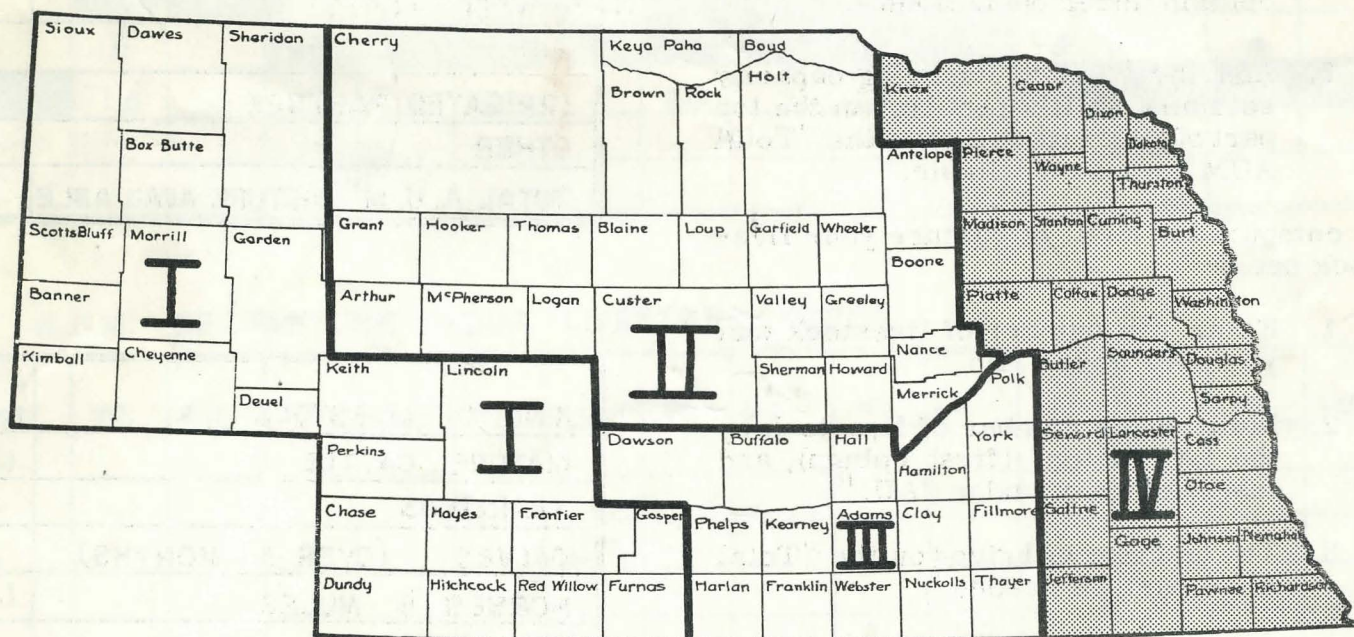 Sioux Dawes Sheridan Cherry Keya Paha Boyd
Holt
Brown Rock Knox Cedar
Dixon
Box Butte Antelope Pierce Wayne Dakota
Thurston
Grant Hooker Thomas Blaine Loup Garfield Wheeler Madison Stanton Cuming Burt
ScottsBluff Morrill Garden Boone
I
Banner Arthur McPherson Logan Custer Valley Greeley Platte Colfax Dodge Washington
II
Kimball Cheyenne Nance Saunders Douglas
Keith Lincoln Sherman Howard Merrick Polk Butler
Deuel Sarpy
I
Perkins Dawson Buffalo Hall York Seward Lancaster Cass
Hamilton
IV
Otoe
Chase Hayes Frontier Gosper Phelps Kearney Adams Clay Fillmore Saline
III
Gage Johnson Nemaha
Dundy Hitchcock Red Willow Furnas Harlan Franklin Webster Nuckolls Thayer Jefferson Pawnee Richardson